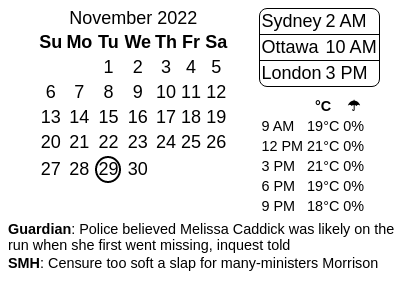 November 2022
Su Mo Tu We Th Fr Sa
1 2 3 4 5
6 7 8 9 10 11 12
13 14 15 16 17 18 19
20 21 22 23 24 25 26
27 28 29 30
Sydney 2 AM
Ottawa 10 AM
London 3 PM
°C ☂
9 AM 19°C 0%
12 PM 21°C 0%
3 PM 21°C 0%
6 PM 19°C 0%
9 PM 18°C 0%
Guardian: Police believed Melissa Caddick was likely on the
run when she first went missing, inquest told
SMH: Censure too soft a slap for many-ministers Morrison